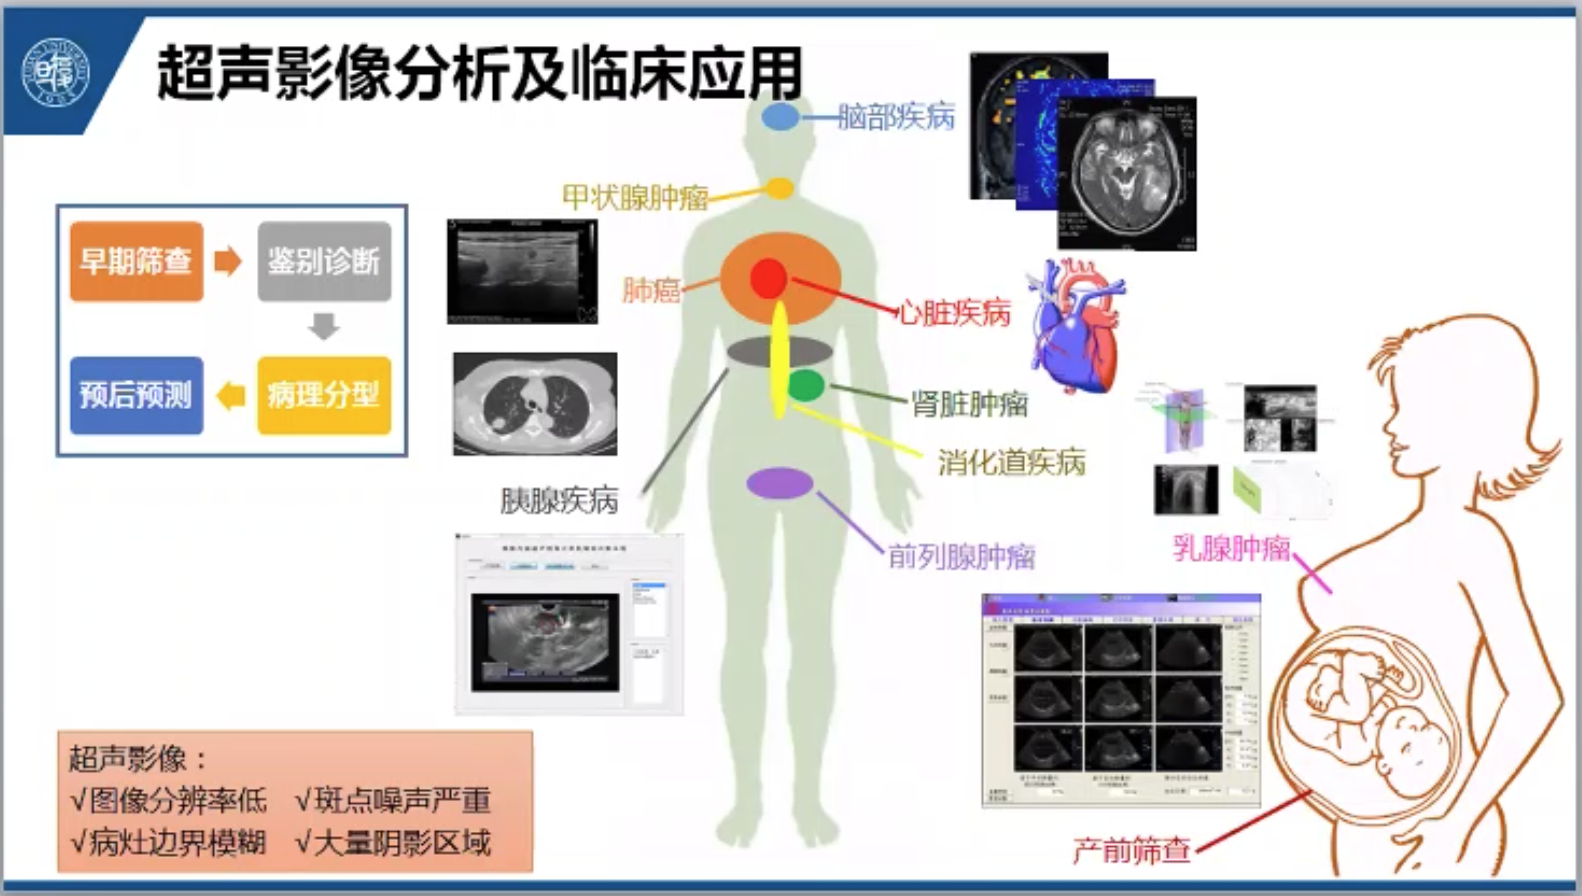 超声影像分析及临床应用
脑部疾病
甲状腺肿瘤
早期筛查
鉴别诊断
肺癌
心脏疾病
预后预测
病理分型
肾脏肿瘤
消化道疾病
胰腺疾病
前列腺肿瘤
乳腺肿瘤
超声影像：
√图像分辨率低 √斑点噪声严重
√病灶边界模糊 √大量阴影区域
产前筛查